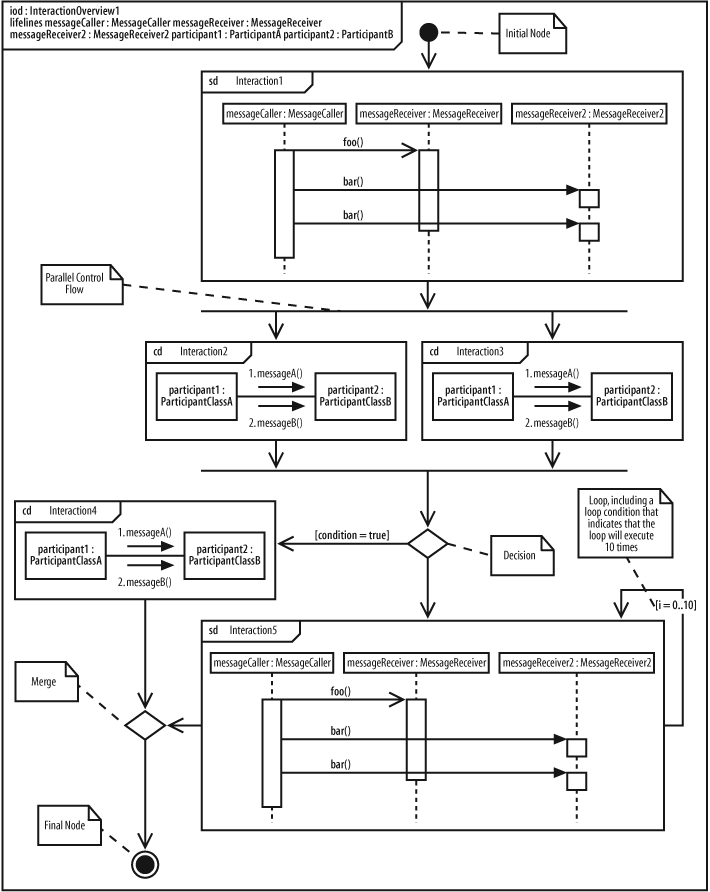 iod : InteractionOverview1
lifelines messageCaller : MessageCaller messageReceiver : MessageReceiver
messageReceiver2 : MessageReceiver2 participant1 : ParticipantA participant2 : ParticipantB
Initial Node
sd Interaction1
messageCaller : MessageCaller messageReceiver : MessageReceiver messageReceiver2 : MessageReceiver2
foo()
bar()
bar()
Parallel Control
Flow
cd Interaction2
1. messageA()
participant1 :
ParticipantClassA
participant2 :
ParticipantClassB
2. messageB()
cd Interaction3
1. messageA()
participant1 :
ParticipantClassA
participant2 :
ParticipantClassB
2. messageB()
cd Interaction4
1. messageA()
participant1 :
ParticipantClassA
participant2 :
ParticipantClassB
2. messageB()
[condition = true]
Decision
Loop, including a
loop condition that
indicates that the
loop will execute
10 times
[i = 0..10]
sd Interaction5
messageCaller : MessageCaller messageReceiver : MessageReceiver messageReceiver2 : MessageReceiver2
foo()
bar()
bar()
Merge
Final Node